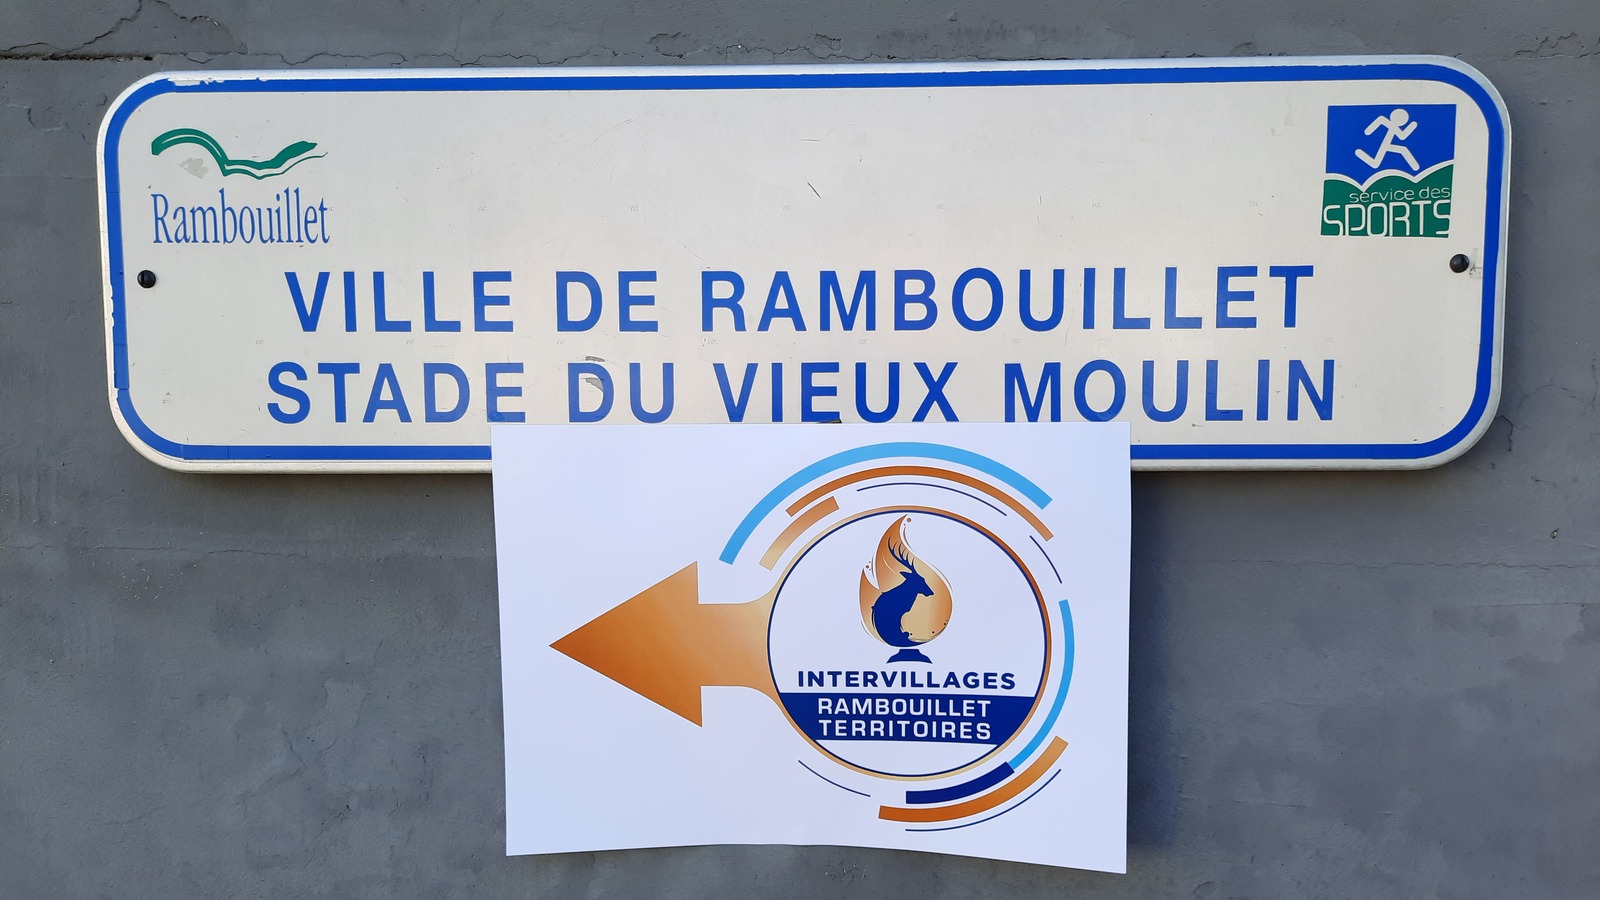 Rambouillet
service des
SPORTS
VILLE DE RAMBOUILLET
STADE DU VIEUX MOULIN
INTERVILLAGES
RAMBOUILLET
TERRITOIRES